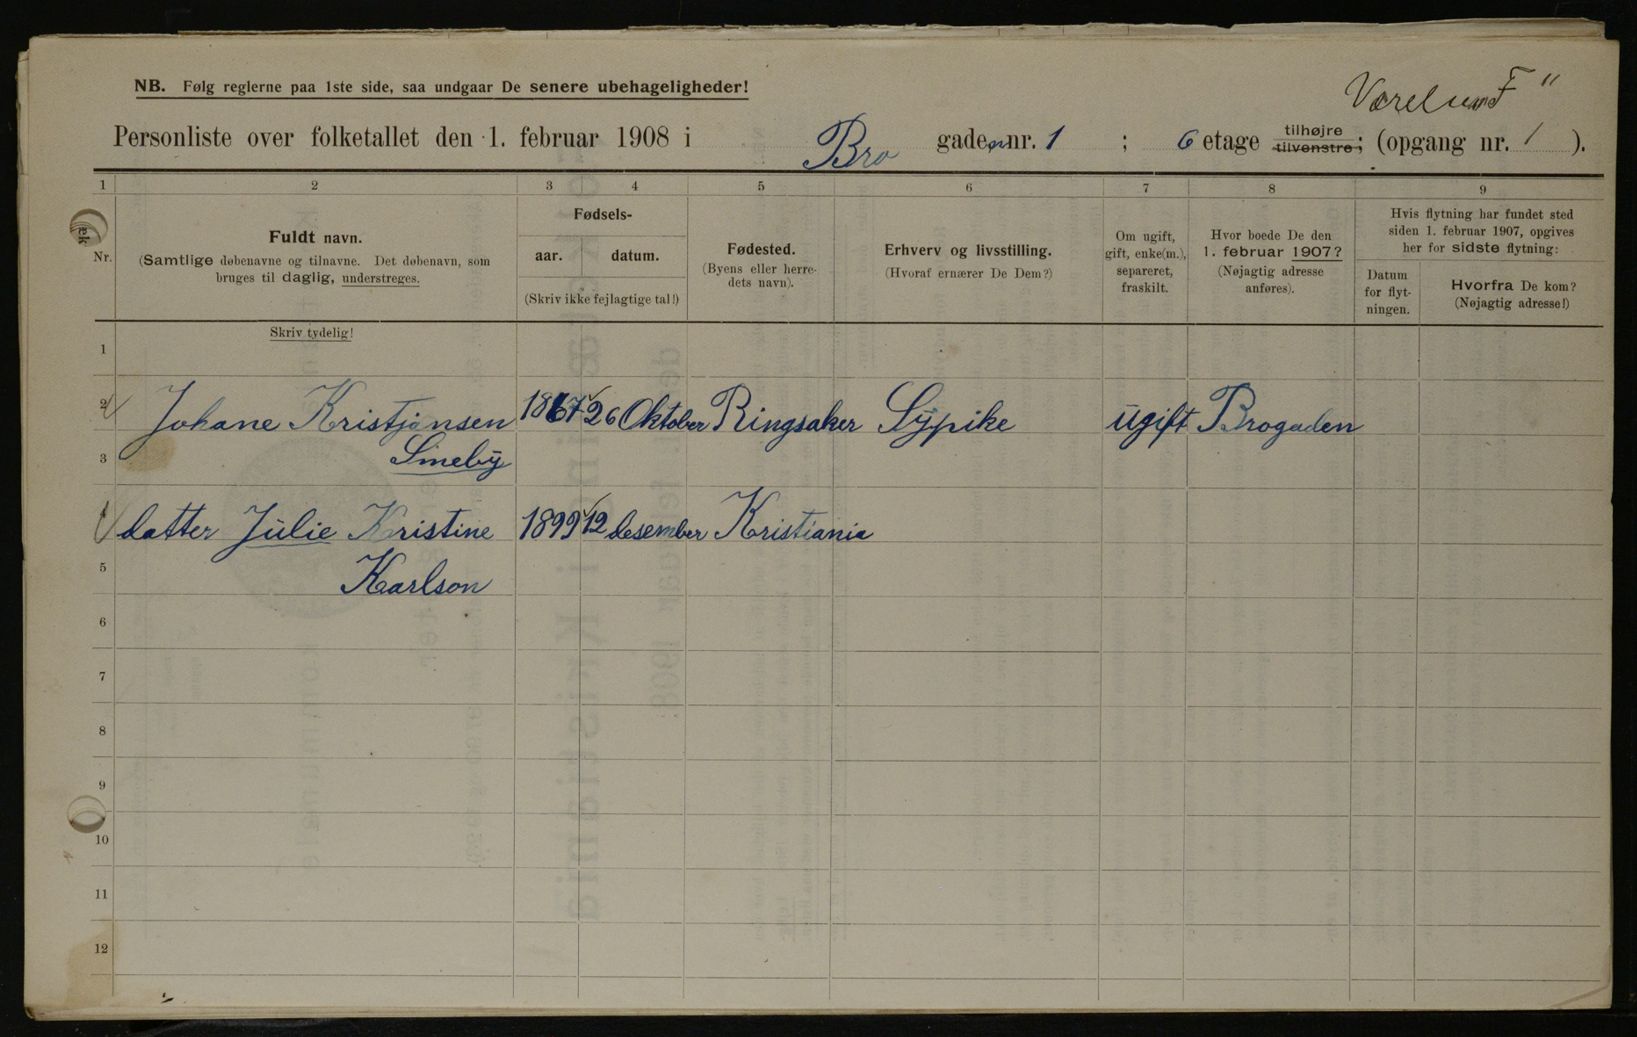 NB. Følg reglerne paa 1ste side, saa undgaar De senere ubehageligheder!
Værelse F "
Personliste over folketallet den 1. februar 1908 i Bro gaden nr. 1 ; 6 etage tilhøjre tilvenstre; (opgang nr. 1 ).
1 2 3 4 5 6 7 8 9
Nr.
Fuldt navn.
(Samtlige døbenavne og tilnavne. Det døbenavn, som
bruges til daglig, understreges.
Skriv tydelig!
Fødsels-
aar. datum.
(Skriv ikke fejlagtige tal!)
Fødested.
(Byens eller herre-
dets navn).
Erhverv og livsstilling.
(Hvoraf ernærer De Dem?)
Om ugift,
gift, enke(m.),
separeret,
fraskilt.
Hvor boede De den
1. februar 1907?
(Nøjagtig adresse
anføres).
Hvis flytning har fundet sted
siden 1. februar 1907, opgives
her for sidste flytning:
Datum
for flyt-
ningen.
Hvorfra De kom?
(Nøjagtig adresse!)
1
2 Johane Kristjansen 1867 26 Oktober Ringsaker Sypike ugift Brogaden
3 Smeby
datter Julie Kristine 1899 12 desember Kristiania
5 Karlson
6
7
8
9
10
11
12